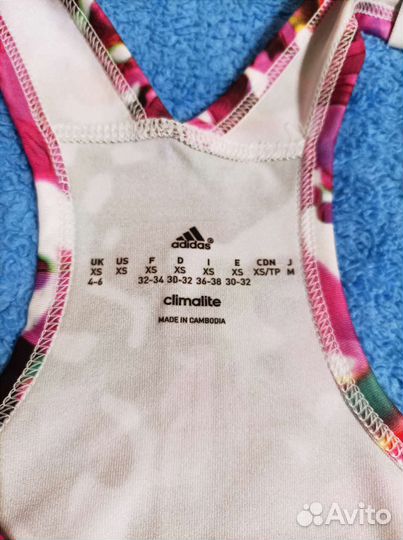 adidas®
UK US F D I E CDN J
XS XS XS XS XS XS XS/TP M
4-6 32-34 30-32 36-38 30-32
climalite
MADE IN CAMBODIA
Avito